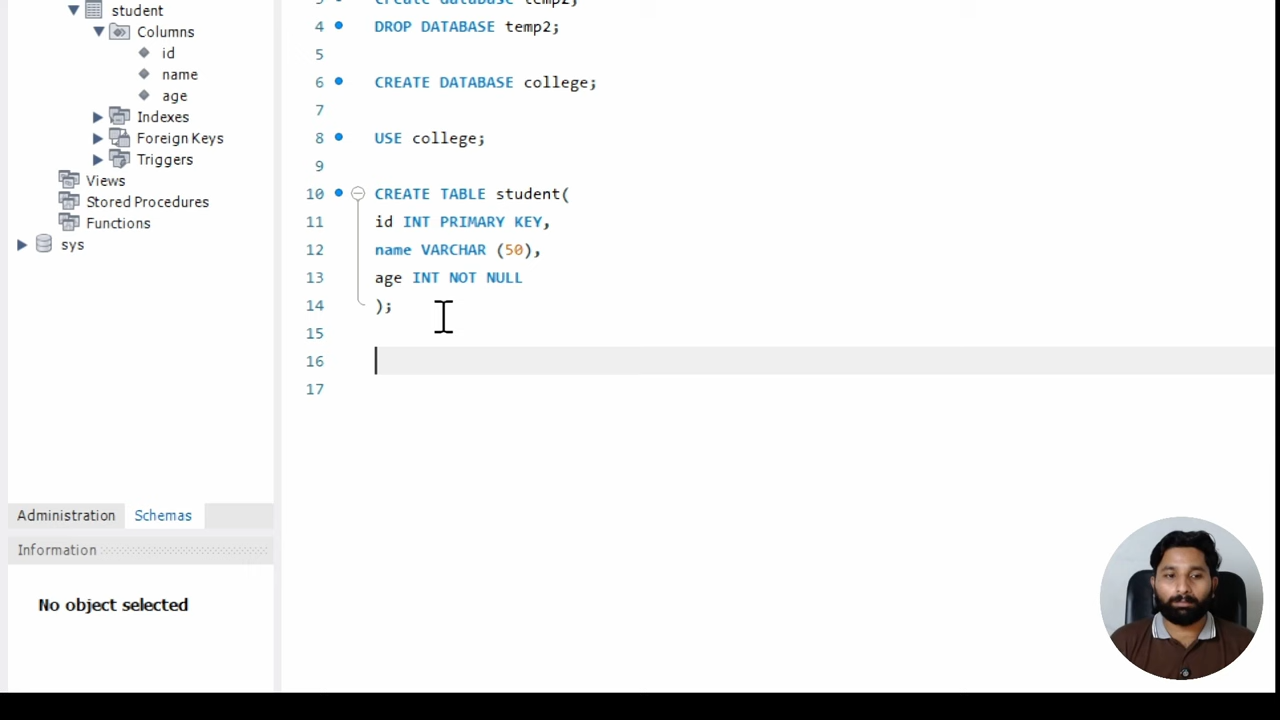 student
Columns
id
name
age
Indexes
Foreign Keys
Triggers
Views
Stored Procedures
Functions
sys
Administration Schemas
Information
No object selected
4 DROP DATABASE temp2;
5
6 CREATE DATABASE college;
7
8 USE college;
9
10 CREATE TABLE student(
11 id INT PRIMARY KEY,
12 name VARCHAR (50),
13 age INT NOT NULL
14 );
15
16
17